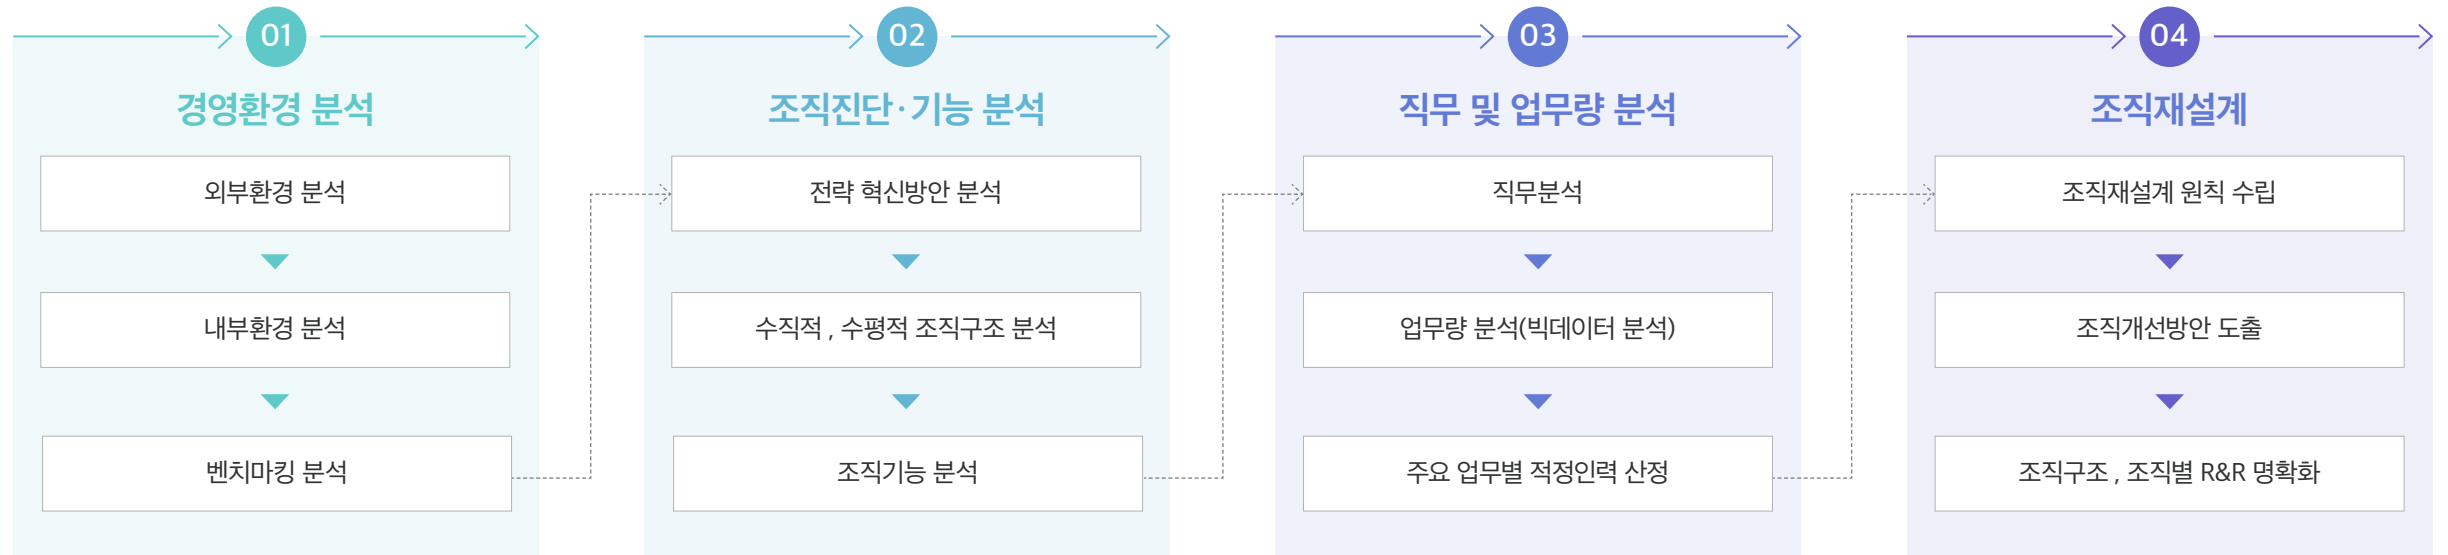 01
경영환경 분석
외부환경 분석
내부환경 분석
벤치마킹 분석
02
조직진단·기능 분석
전략 혁신방안 분석
수직적 , 수평적 조직구조 분석
조직기능 분석
03
직무 및 업무량 분석
직무분석
업무량 분석(빅데이터 분석)
주요 업무별 적정인력 산정
04
조직재설계
조직재설계 원칙 수립
조직개선방안 도출
조직구조 , 조직별 R&R 명확화